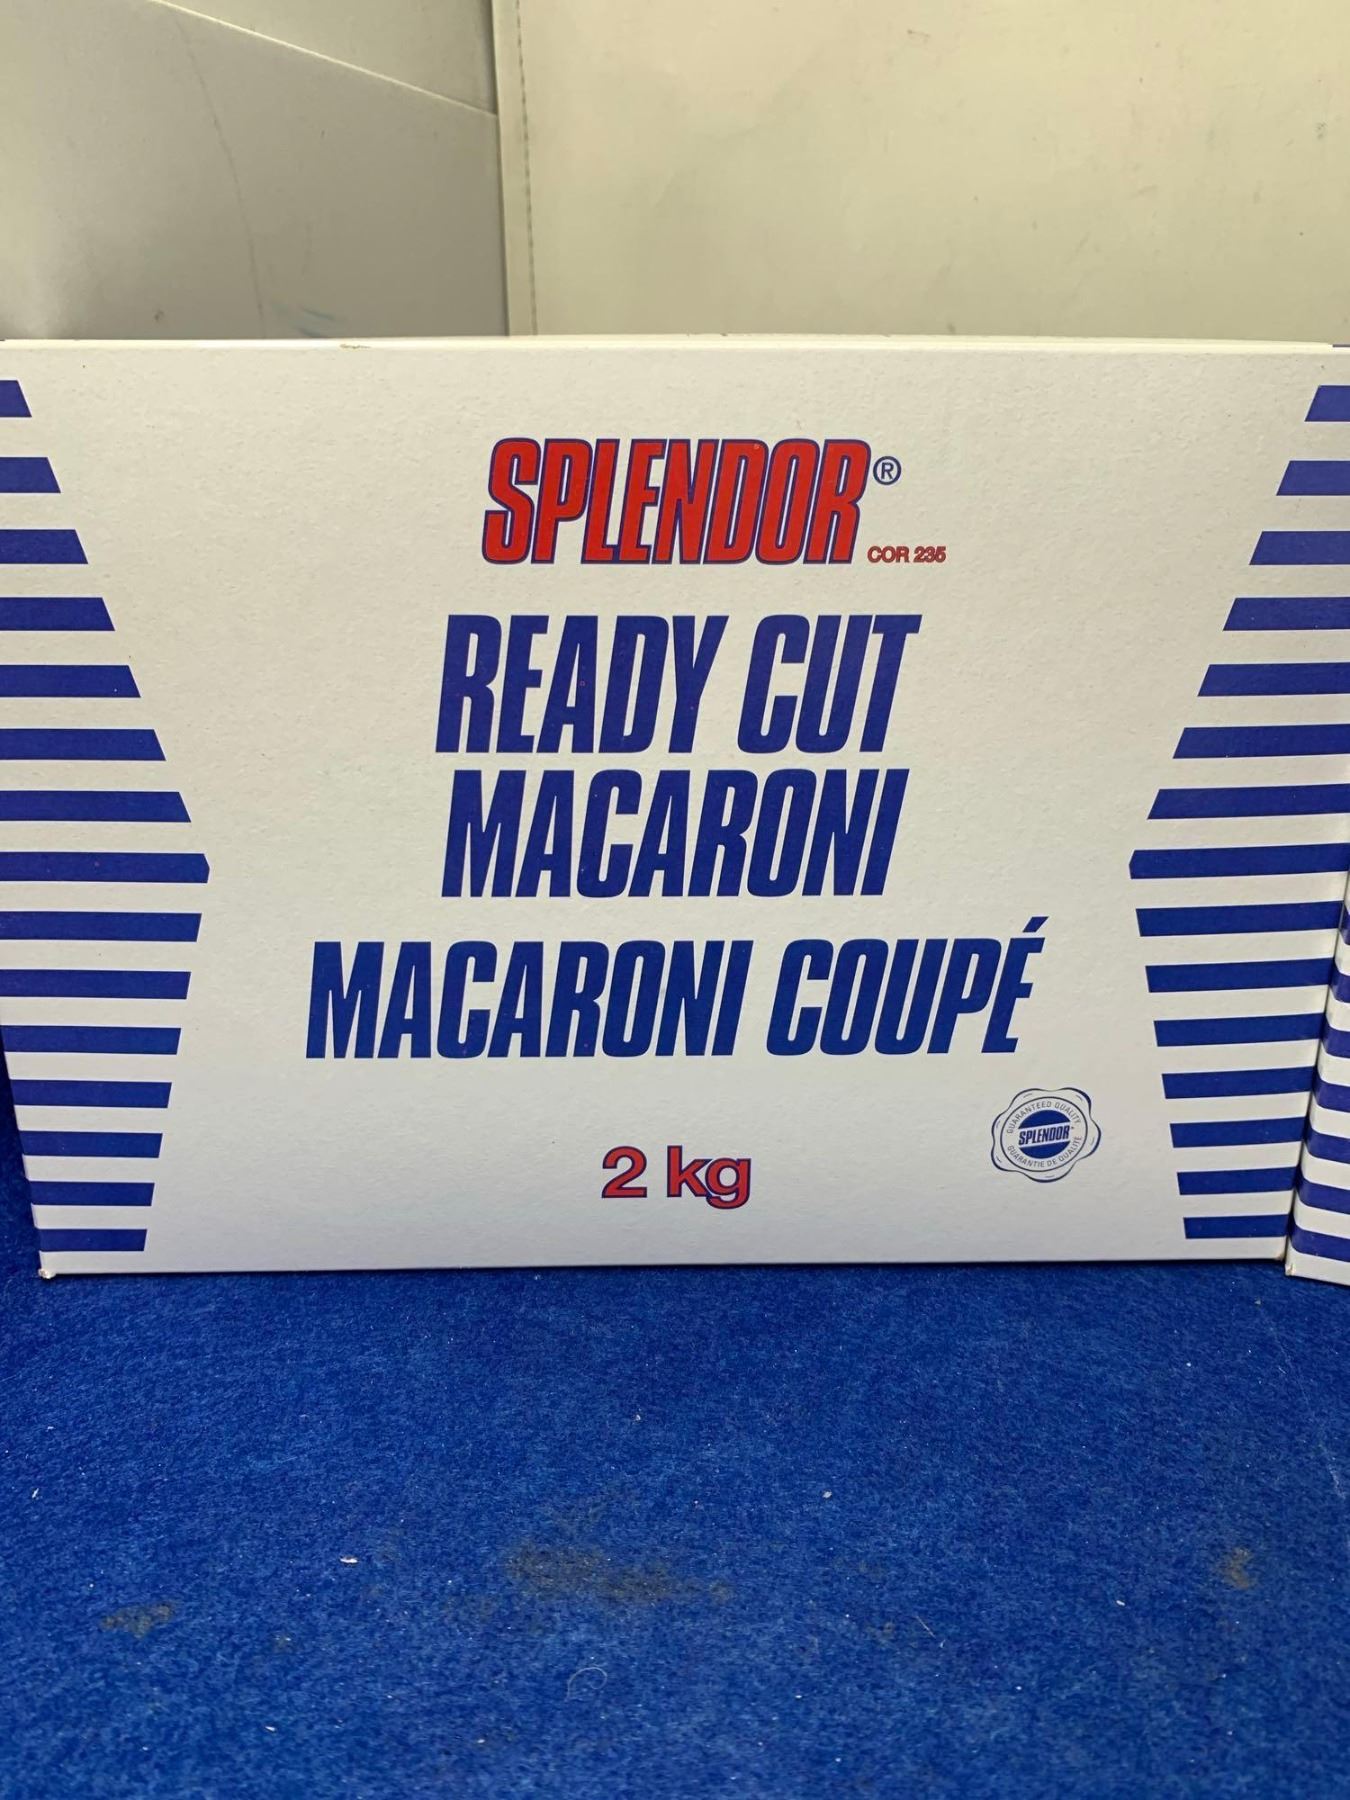 SPLENDOR®
COR 235
READY CUT
MACARONI
MACARONI COUPÉ
2 kg
GUARANTEED QUALITY
SPLENDOR
GUARANTIE DE QUALITÉ